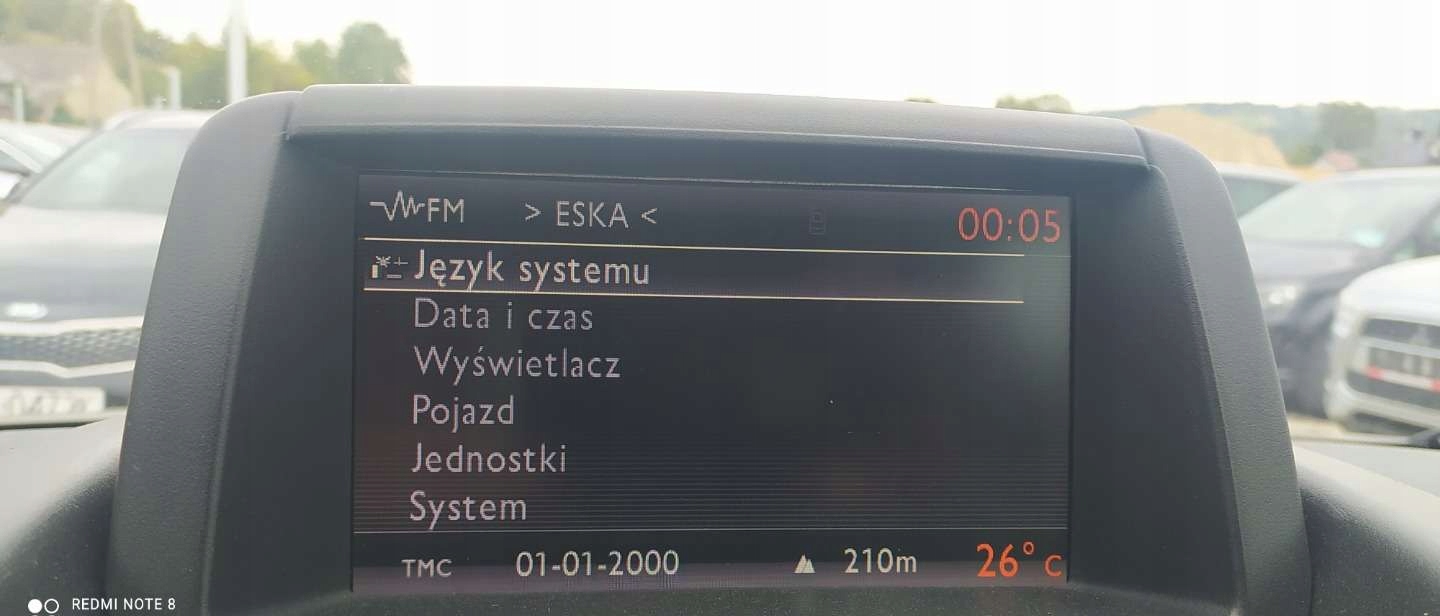 FM > ESKA < 00:05
Język systemu
Data i czas
Wyświetlacz
Pojazd
Jednostki
System
TMC 01-01-2000 210m 26° C
REDMI NOTE 8